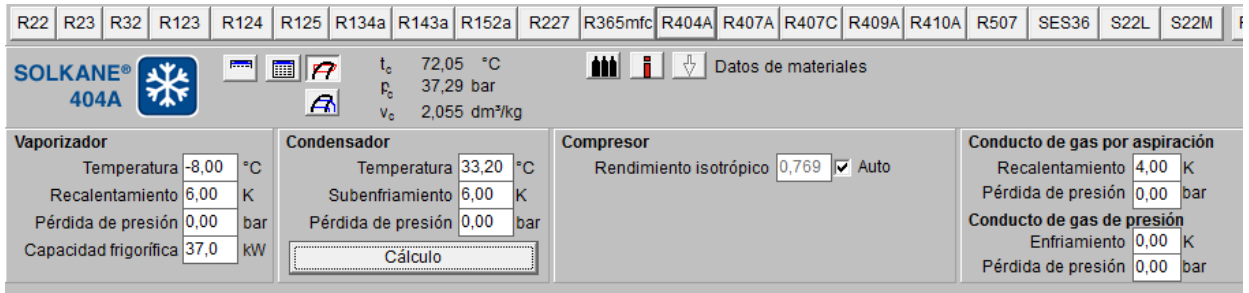 R22 R23 R32 R123 R124 R125 R134a R143a R152a R227 R365mfc R404A R407A R407C R409A R410A R507 SES36 S22L S22M
SOLKANE®
404A
tc 72,05 °C
pc 37,29 bar
vc 2,055 dm³/kg
Datos de materiales
Vaporizador
Temperatura -8,00 °C
Recalentamiento 6,00 K
Pérdida de presión 0,00 bar
Capacidad frigorífica 37,0 kW
Condensador
Temperatura 33,20 °C
Subenfriamiento 6,00 K
Pérdida de presión 0,00 bar
Cálculo
Compresor
Rendimiento isotrópico 0,769 Auto
Conducto de gas por aspiración
Recalentamiento 4,00 K
Pérdida de presión 0,00 bar
Conducto de gas de presión
Enfriamiento 0,00 K
Pérdida de presión 0,00 bar